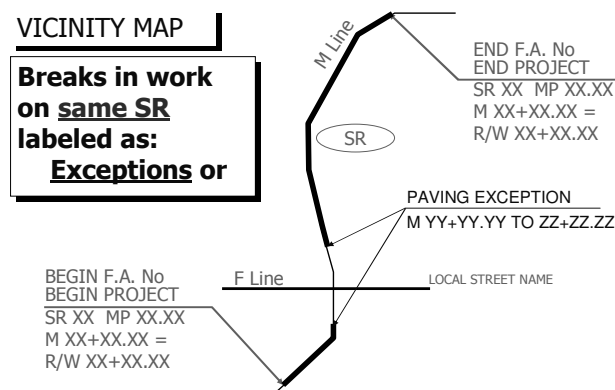 VICINITY MAP
Breaks in work
on same SR
labeled as:
Exceptions or
M Line
SR
END F.A. No
END PROJECT
SR XX MP XX.XX
M XX+XX.XX =
R/W XX+XX.XX
PAVING EXCEPTION
M YY+YY.YY TO ZZ+ZZ.ZZ
F Line
LOCAL STREET NAME
BEGIN F.A. No
BEGIN PROJECT
SR XX MP XX.XX
M XX+XX.XX =
R/W XX+XX.XX